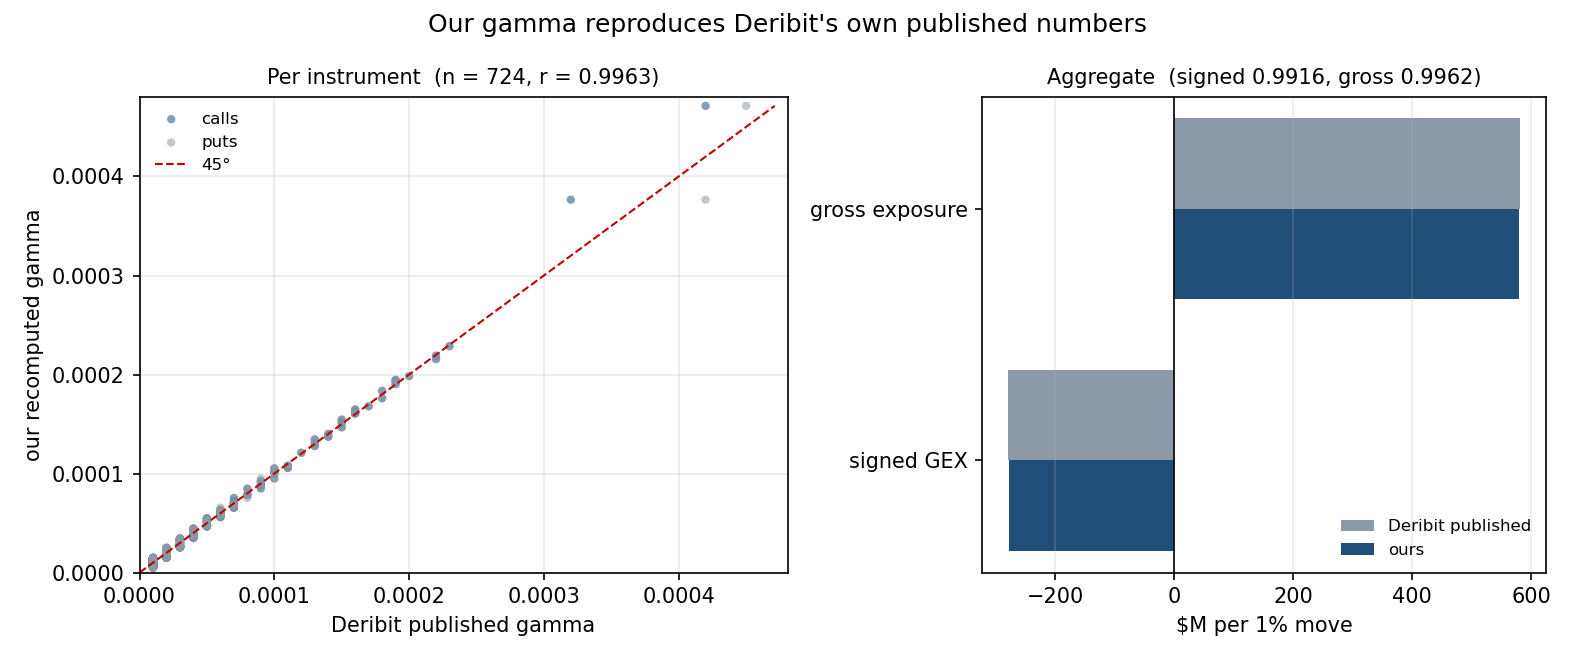 Our gamma reproduces Deribit's own published numbers
Per instrument  (n = 724, r = 0.9963)
calls
puts
45°
0.0004
0.0003
0.0002
0.0001
0.0000
our recomputed gamma
0.0000
0.0001
0.0002
0.0003
0.0004
Deribit published gamma
Aggregate  (signed 0.9916, gross 0.9962)
gross exposure
signed GEX
Deribit published
ours
−200
0
200
400
600
$M per 1% move